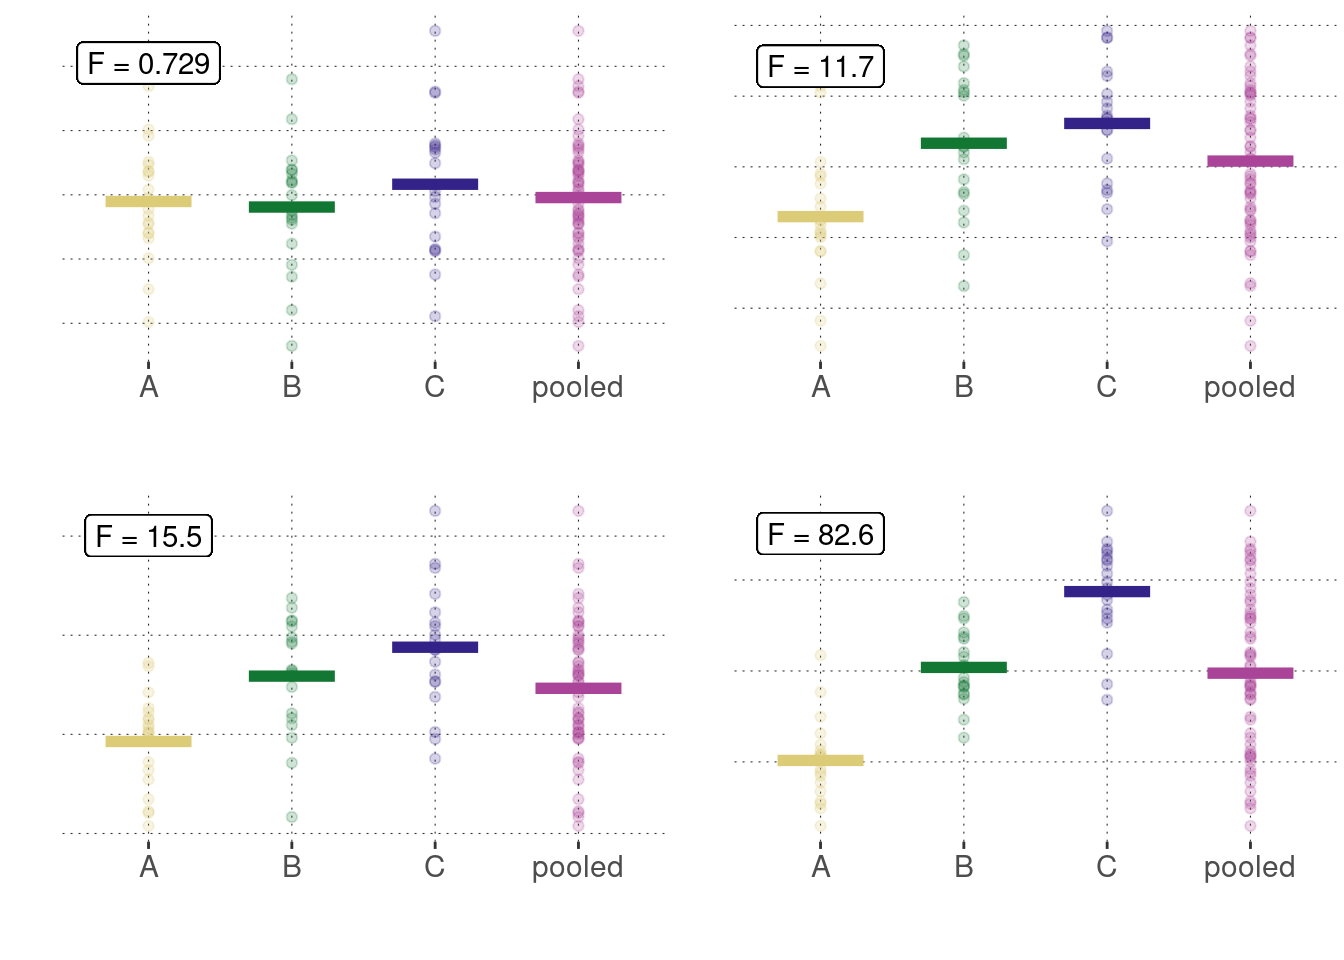 F = 0.729
A B C pooled
F = 11.7
A B C pooled
F = 15.5
A B C pooled
F = 82.6
A B C pooled